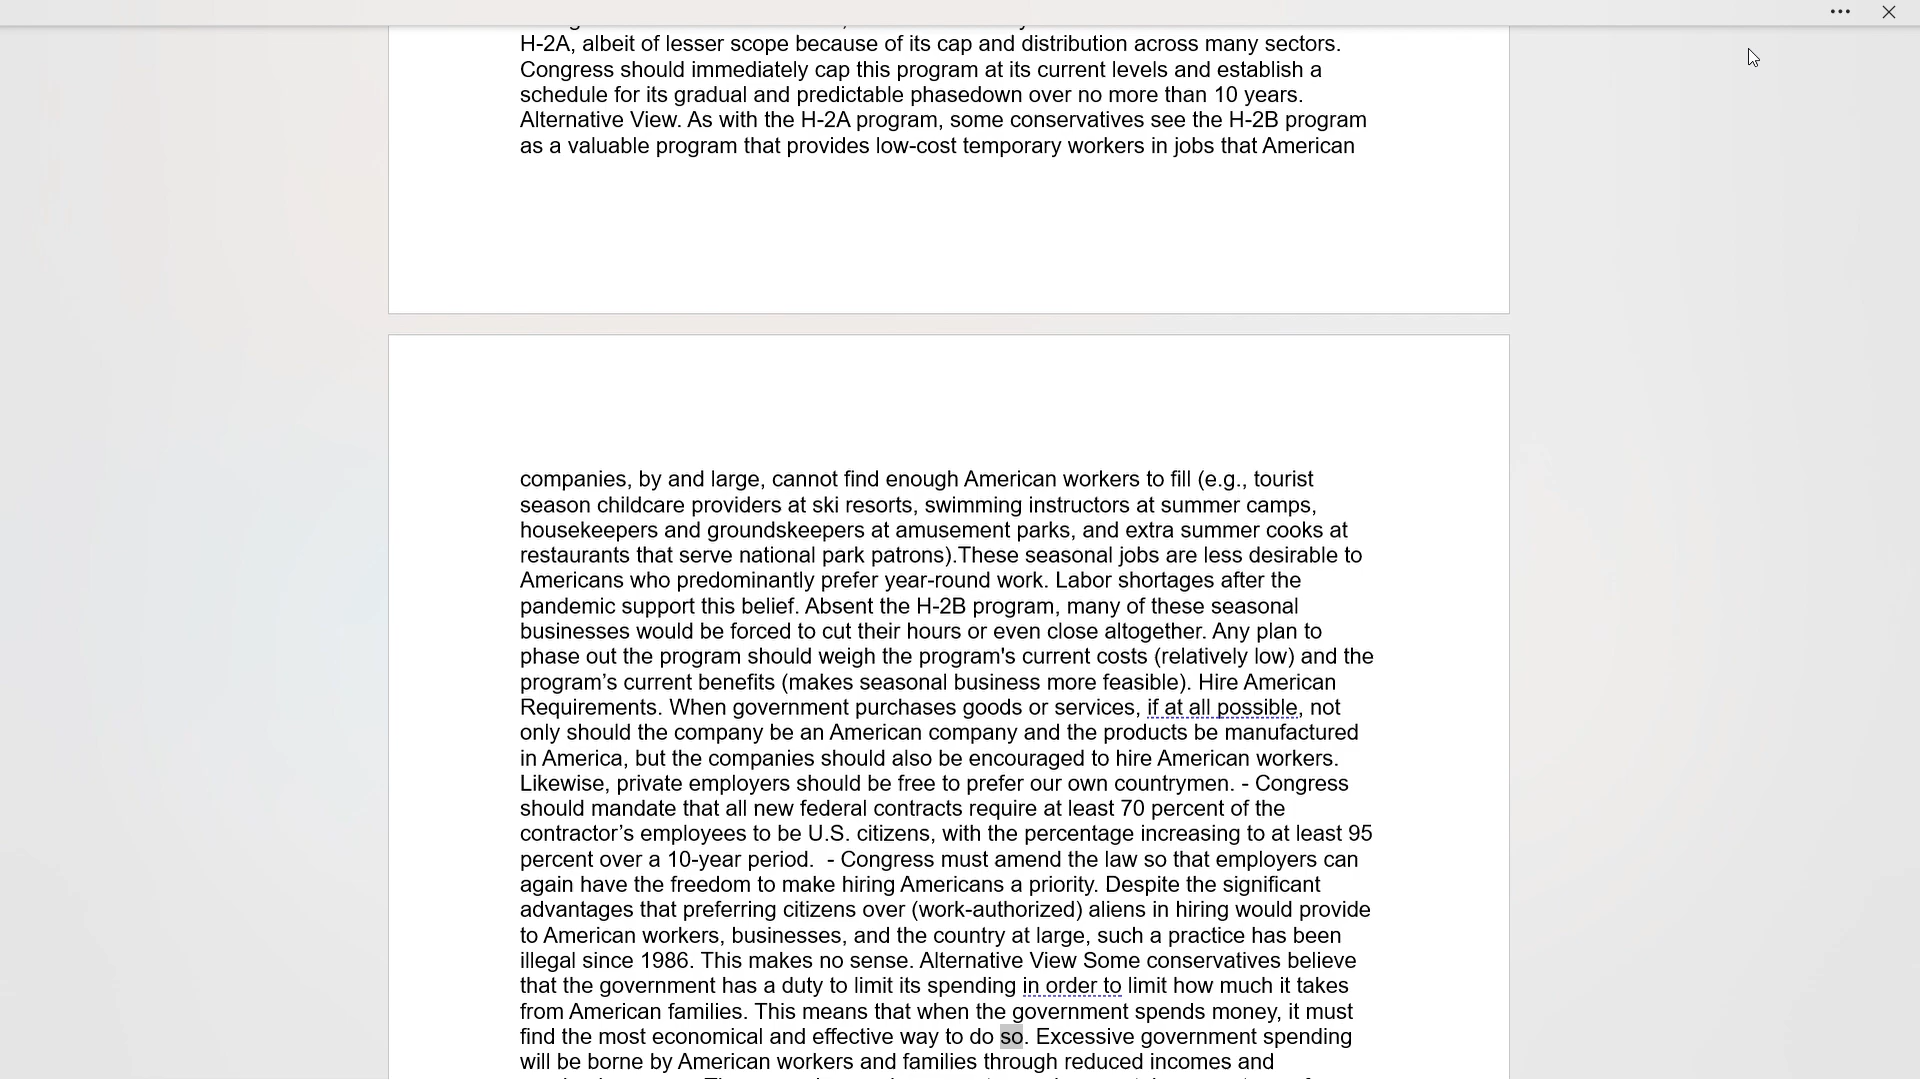 H-2A, albeit of lesser scope because of its cap and distribution across many sectors.
Congress should immediately cap this program at its current levels and establish a
schedule for its gradual and predictable phasedown over no more than 10 years.
Alternative View. As with the H-2A program, some conservatives see the H-2B program
as a valuable program that provides low-cost temporary workers in jobs that American
companies, by and large, cannot find enough American workers to fill (e.g., tourist
season childcare providers at ski resorts, swimming instructors at summer camps,
housekeepers and groundskeepers at amusement parks, and extra summer cooks at
restaurants that serve national park patrons).These seasonal jobs are less desirable to
Americans who predominantly prefer year-round work. Labor shortages after the
pandemic support this belief. Absent the H-2B program, many of these seasonal
businesses would be forced to cut their hours or even close altogether. Any plan to
phase out the program should weigh the program's current costs (relatively low) and the
program’s current benefits (makes seasonal business more feasible). Hire American
Requirements. When government purchases goods or services, if at all possible, not
only should the company be an American company and the products be manufactured
in America, but the companies should also be encouraged to hire American workers.
Likewise, private employers should be free to prefer our own countrymen. - Congress
should mandate that all new federal contracts require at least 70 percent of the
contractor’s employees to be U.S. citizens, with the percentage increasing to at least 95
percent over a 10-year period.  - Congress must amend the law so that employers can
again have the freedom to make hiring Americans a priority. Despite the significant
advantages that preferring citizens over (work-authorized) aliens in hiring would provide
to American workers, businesses, and the country at large, such a practice has been
illegal since 1986. This makes no sense. Alternative View Some conservatives believe
that the government has a duty to limit its spending in order to limit how much it takes
from American families. This means that when the government spends money, it must
find the most economical and effective way to do so. Excessive government spending
will be borne by American workers and families through reduced incomes and